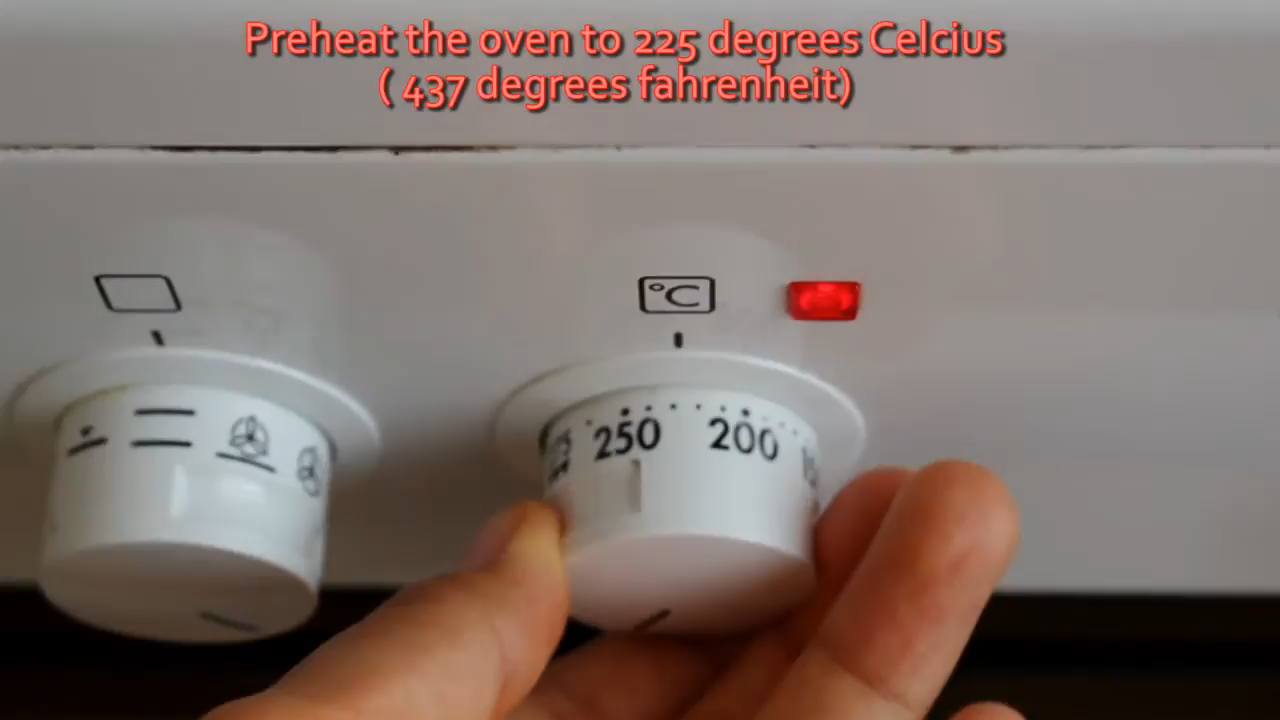 Preheat the oven to 225 degrees Celcius
( 437 degrees fahrenheit)
°C
250 200